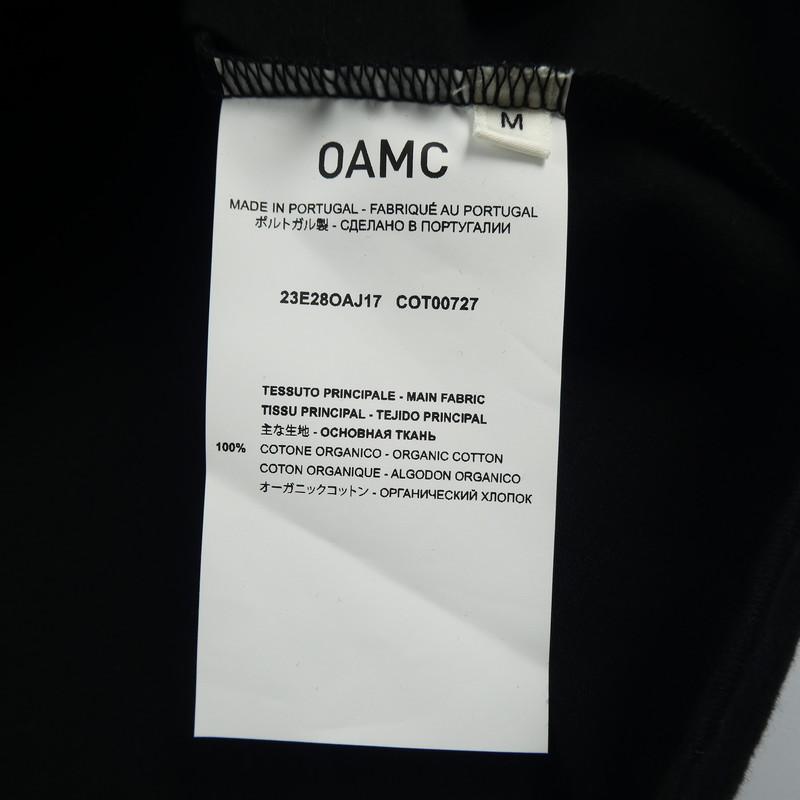 M
OAMC
MADE IN PORTUGAL - FABRIQUÉ AU PORTUGAL
ポルトガル製 - СДЕЛАНО В ПОРТУГАЛИИ
23E28OAJ17 COT00727
TESSUTO PRINCIPALE - MAIN FABRIC
TISSU PRINCIPAL - TEJIDO PRINCIPAL
主な生地 - ОСНОВНАЯ ТКАНЬ
100% COTONE ORGANICO - ORGANIC COTTON
COTON ORGANIQUE - ALGODON ORGANICO
オーガニックコットン - ОРГАНИЧЕСКИЙ ХЛОПОК